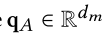 e q_A ∈ ℝ^{d_m}